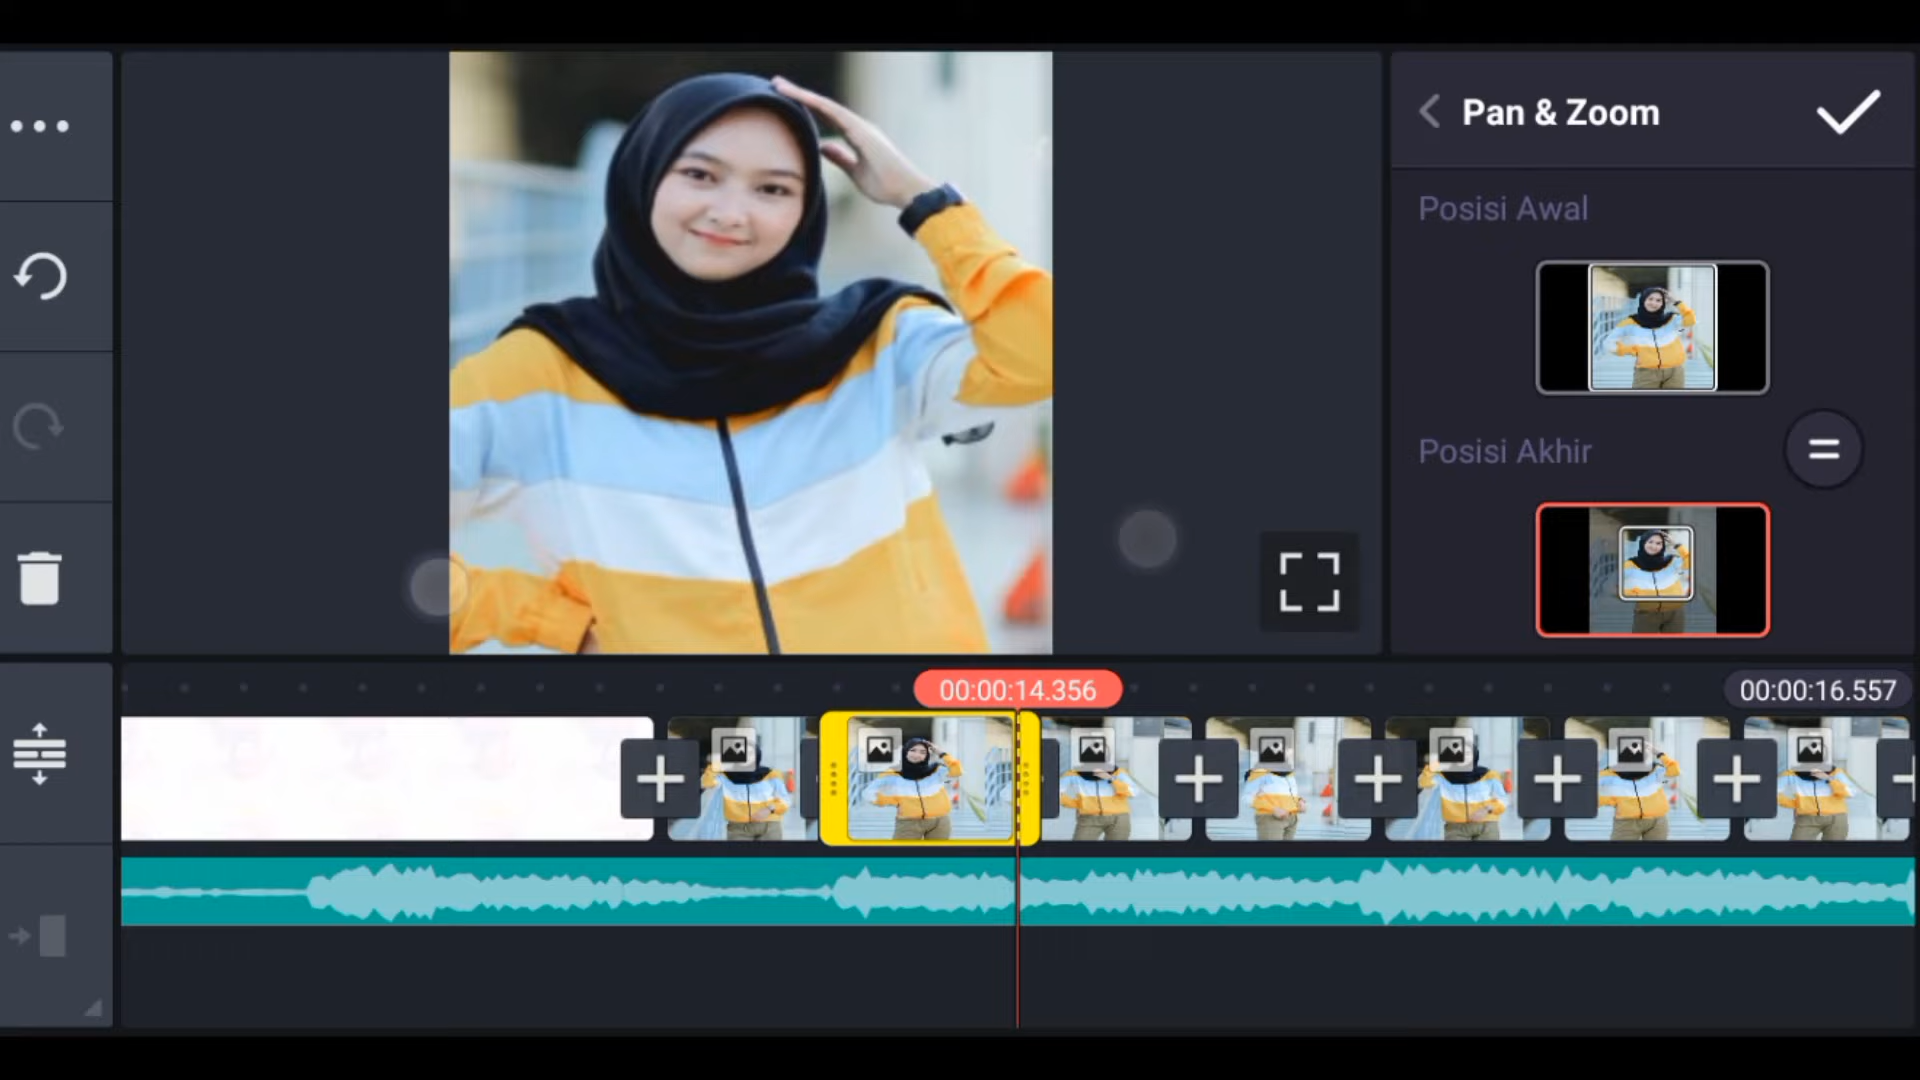 Pan & Zoom
Posisi Awal
Posisi Akhir
00:00:14.356
00:00:16.557